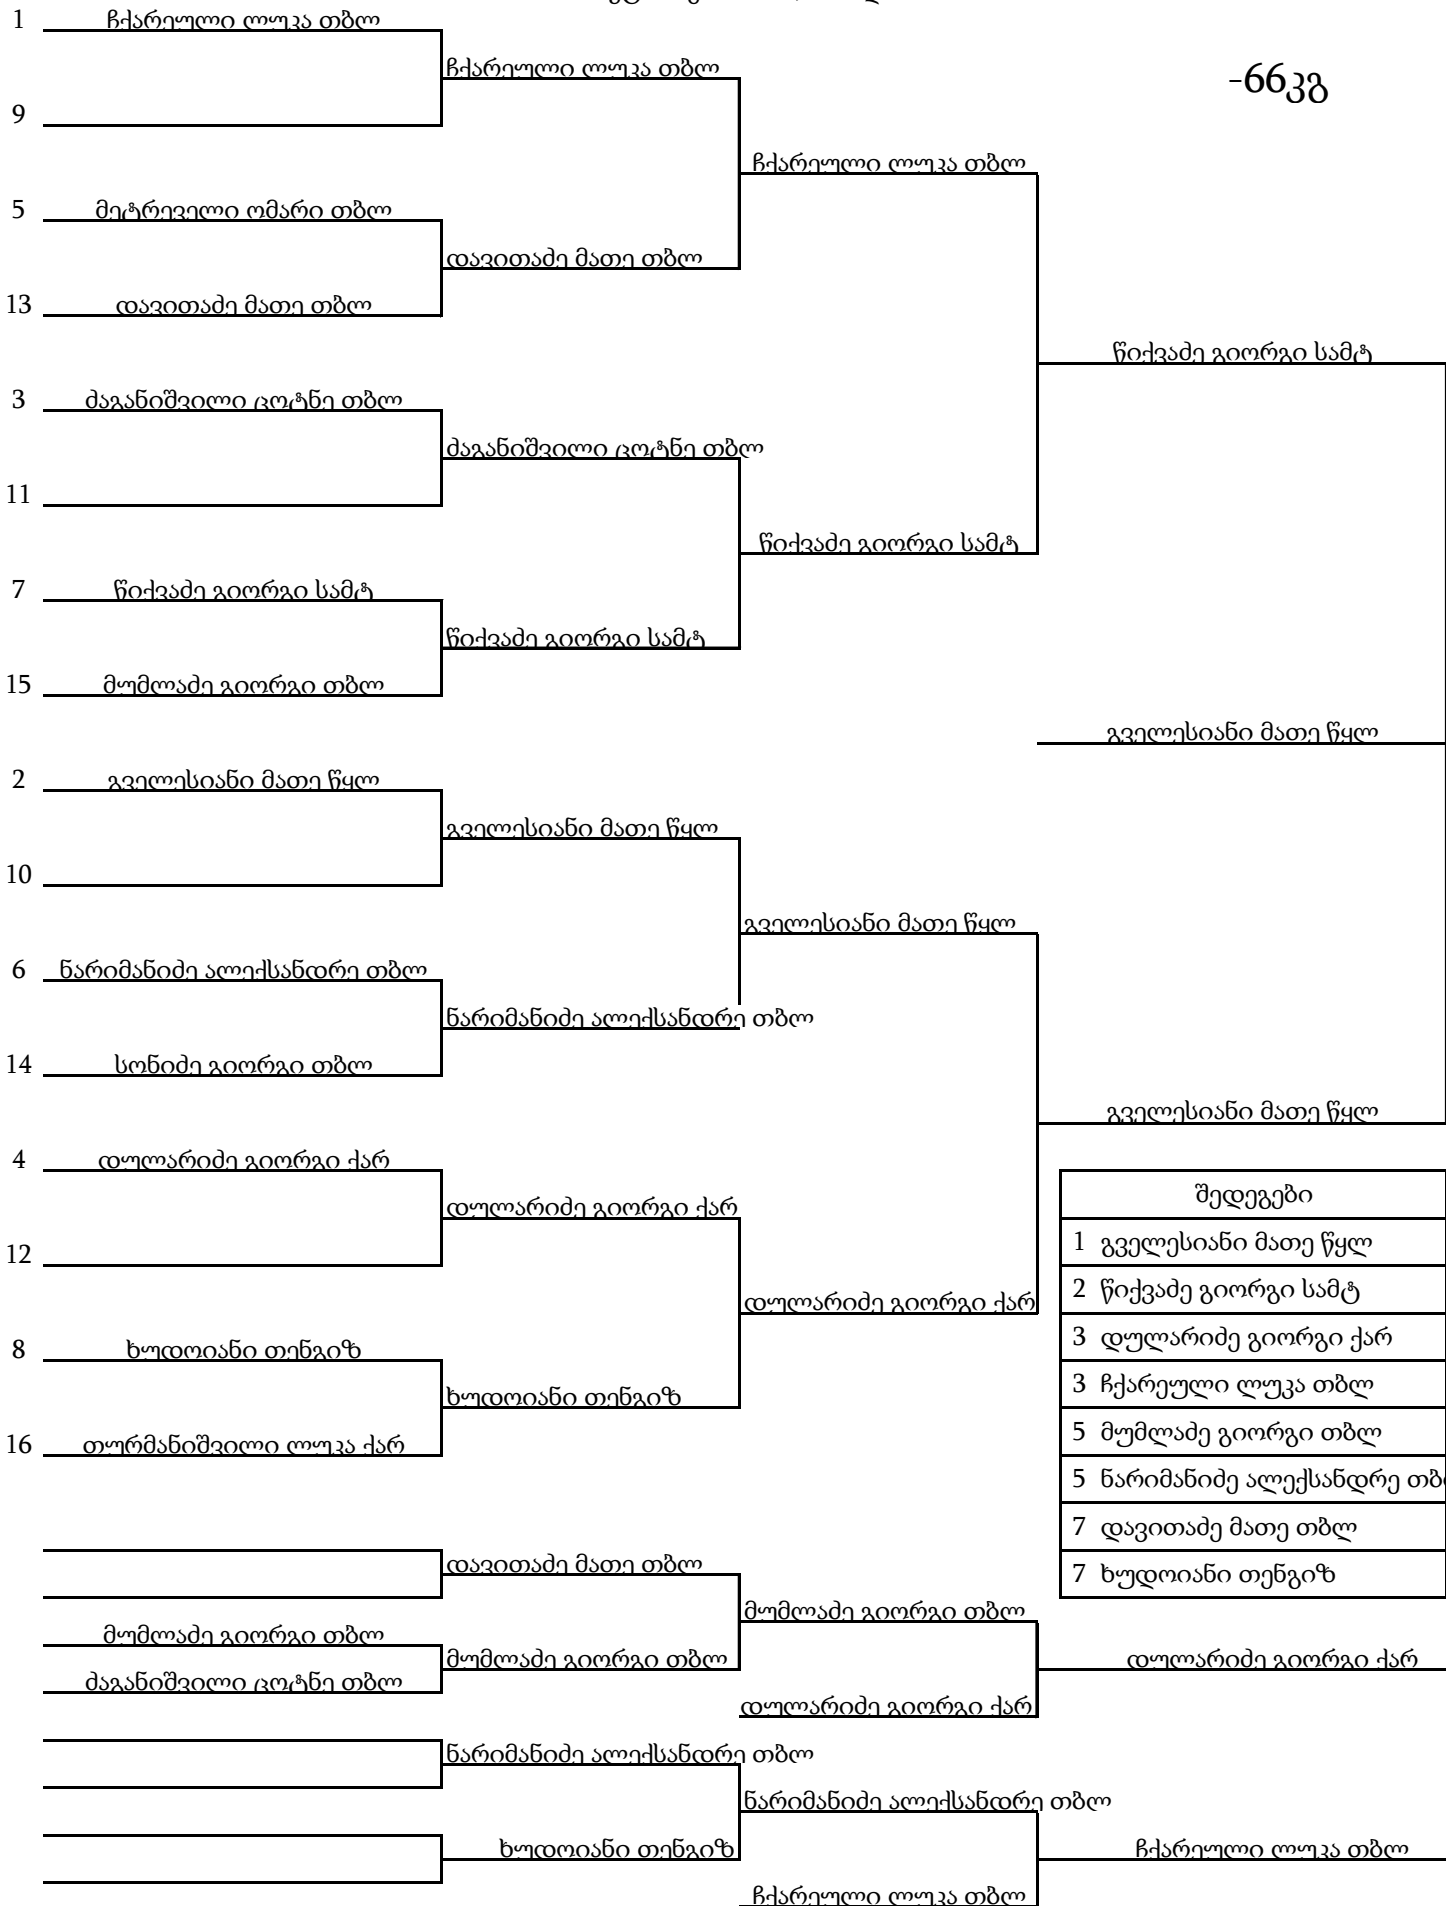 1 ჩქარეული ლუკა თბლ
ჩქარეული ლუკა თბლ
-66კგ
9
ჩქარეული ლუკა თბლ
5 მეტრეველი ომარი თბლ
დავითაძე მათე თბლ
13 დავითაძე მათე თბლ
წიქვაძე გიორგი სამტ
3 ძაგანიშვილი ცოტნე თბლ
ძაგანიშვილი ცოტნე თბლ
11
წიქვაძე გიორგი სამტ
7 წიქვაძე გიორგი სამტ
წიქვაძე გიორგი სამტ
15 მუმლაძე გიორგი თბლ
გველესიანი მათე წყლ
2 გველესიანი მათე წყლ
გველესიანი მათე წყლ
10
გველესიანი მათე წყლ
6 ნარიმანიძე ალექსანდრე თბლ
ნარიმანიძე ალექსანდრე თბლ
14 სონიძე გიორგი თბლ
გველესიანი მათე წყლ
4 დულარიძე გიორგი ქარ
დულარიძე გიორგი ქარ
12
დულარიძე გიორგი ქარ
8 ხუდოიანი თენგიზ
ხუდოიანი თენგიზ
16 თურმანიშვილი ლუკა ქარ
შედეგები
1 გველესიანი მათე წყლ
2 წიქვაძე გიორგი სამტ
3 დულარიძე გიორგი ქარ
3 ჩქარეული ლუკა თბლ
5 მუმლაძე გიორგი თბლ
5 ნარიმანიძე ალექსანდრე
7 დავითაძე მათე თბლ
7 ხუდოიანი თენგიზ
დავითაძე მათე თბლ
მუმლაძე გიორგი თბლ
მუმლაძე გიორგი თბლ
მუმლაძე გიორგი თბლ
დულარიძე გიორგი ქარ
ძაგანიშვილი ცოტნე თბლ
დულარიძე გიორგი ქარ
ნარიმანიძე ალექსანდრე თბლ
ნარიმანიძე ალექსანდრე თბლ
ხუდოიანი თენგიზ
ჩქარეული ლუკა თბლ
ჩქარეული ლუკა თბლ